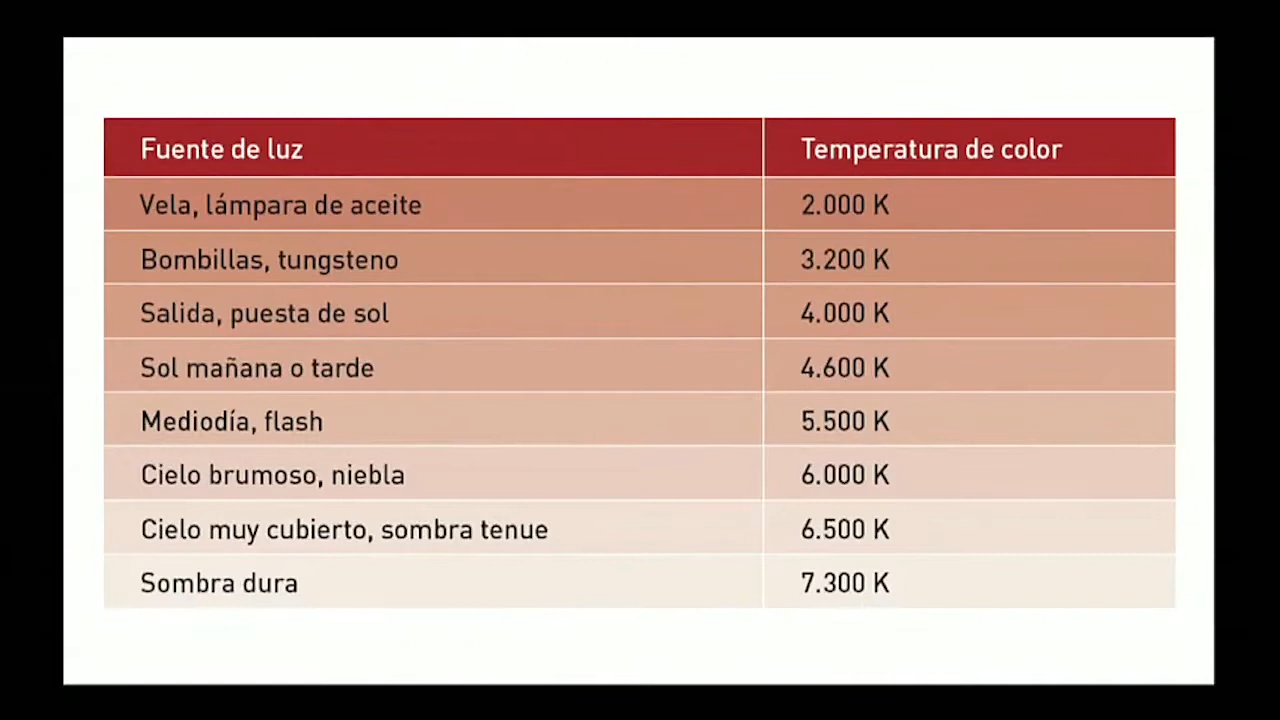 Fuente de luz Temperatura de color
Vela, lámpara de aceite 2.000 K
Bombillas, tungsteno 3.200 K
Salida, puesta de sol 4.000 K
Sol mañana o tarde 4.600 K
Mediodía, flash 5.500 K
Cielo brumoso, niebla 6.000 K
Cielo muy cubierto, sombra tenue 6.500 K
Sombra dura 7.300 K